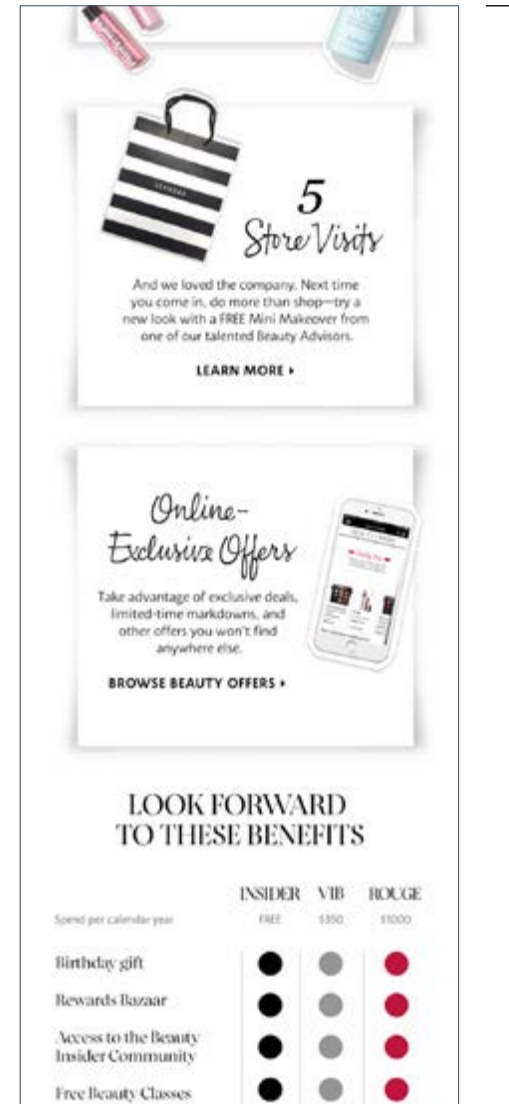 SEPHORA
5
Store Visits
And we loved the company. Next time
you come in, do more than shop—try a
new look with a FREE Mini Makeover from
one of our talented Beauty Advisors.
LEARN MORE ▸
Online-
Exclusive Offers
Take advantage of exclusive deals,
limited-time markdowns, and
other offers you won't find
anywhere else.
BROWSE BEAUTY OFFERS ▸
LOOK FORWARD
TO THESE BENEFITS
INSIDER VIB ROUGE
Spend per calendar year FREE $350 $1000
Birthday gift
Rewards Bazaar
Access to the Beauty
Insider Community
Free Beauty Classes